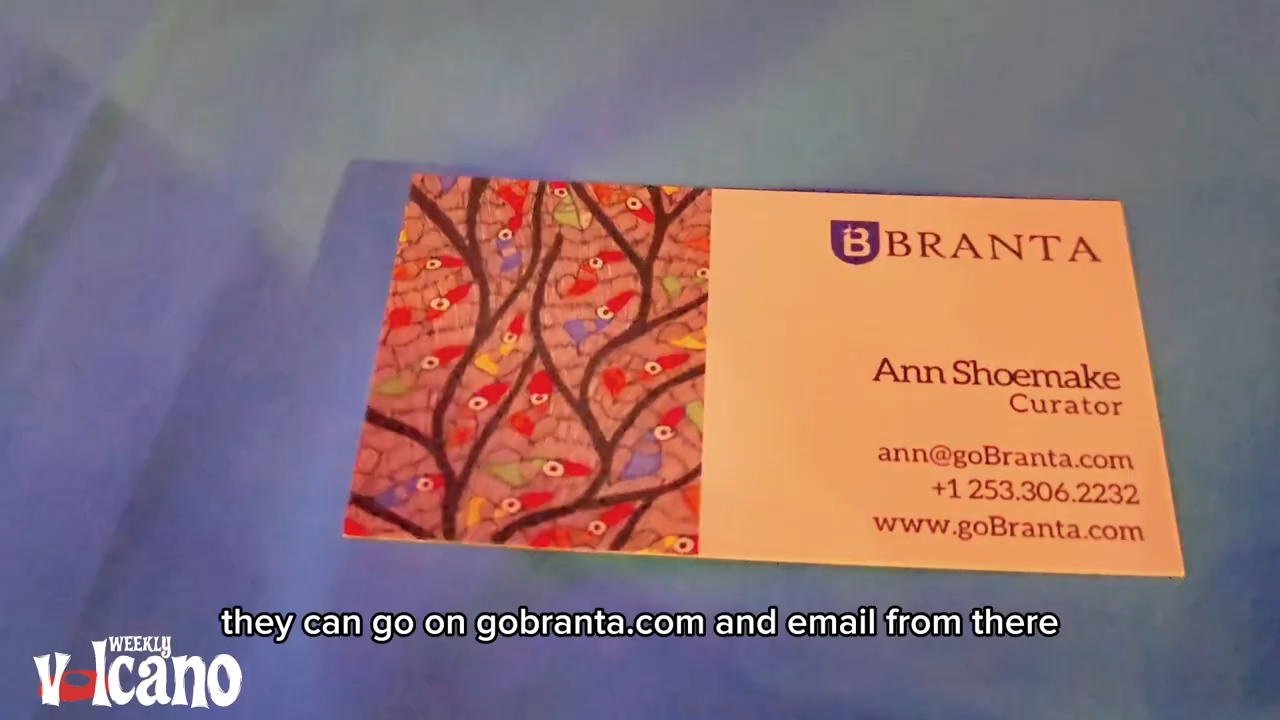 B BRANTA
Ann Shoemake
Curator
ann@goBranta.com
+1 253.306.2232
www.goBranta.com
they can go on gobranta.com and email from there
WEEKLY
volcano